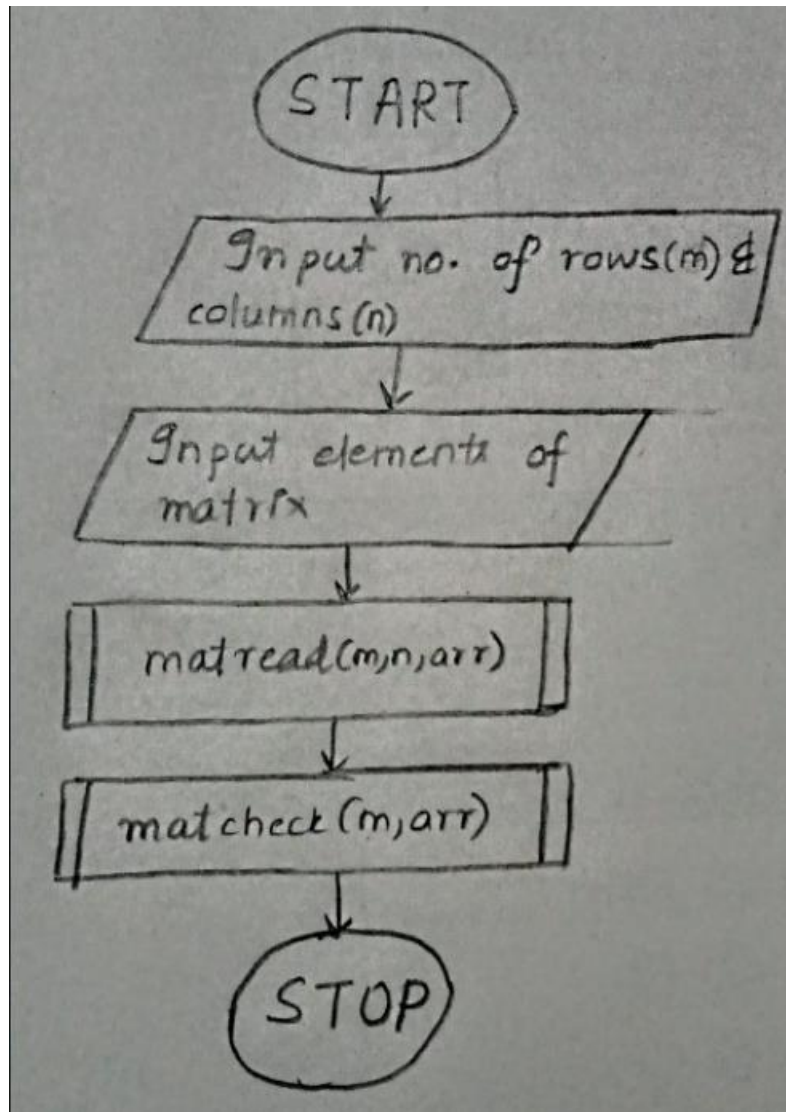 START
Input no. of rows(m) &
columns(n)
Input elements of
matrix
matread(m,n,arr)
matcheck(m,arr)
STOP